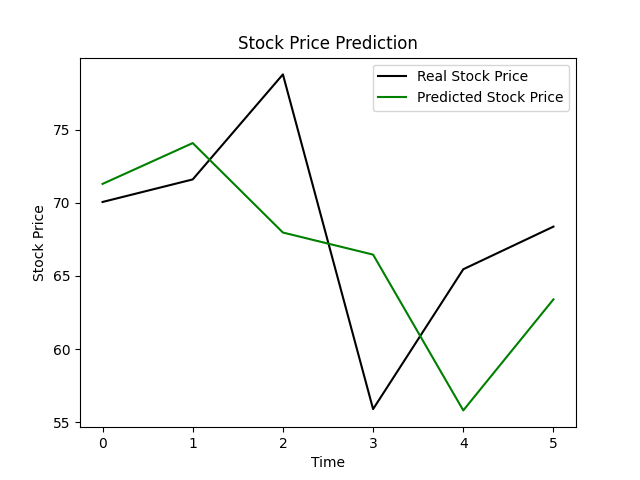 Stock Price Prediction
Real Stock Price
Predicted Stock Price
75
70
65
60
55
Stock Price
0 1 2 3 4 5
Time